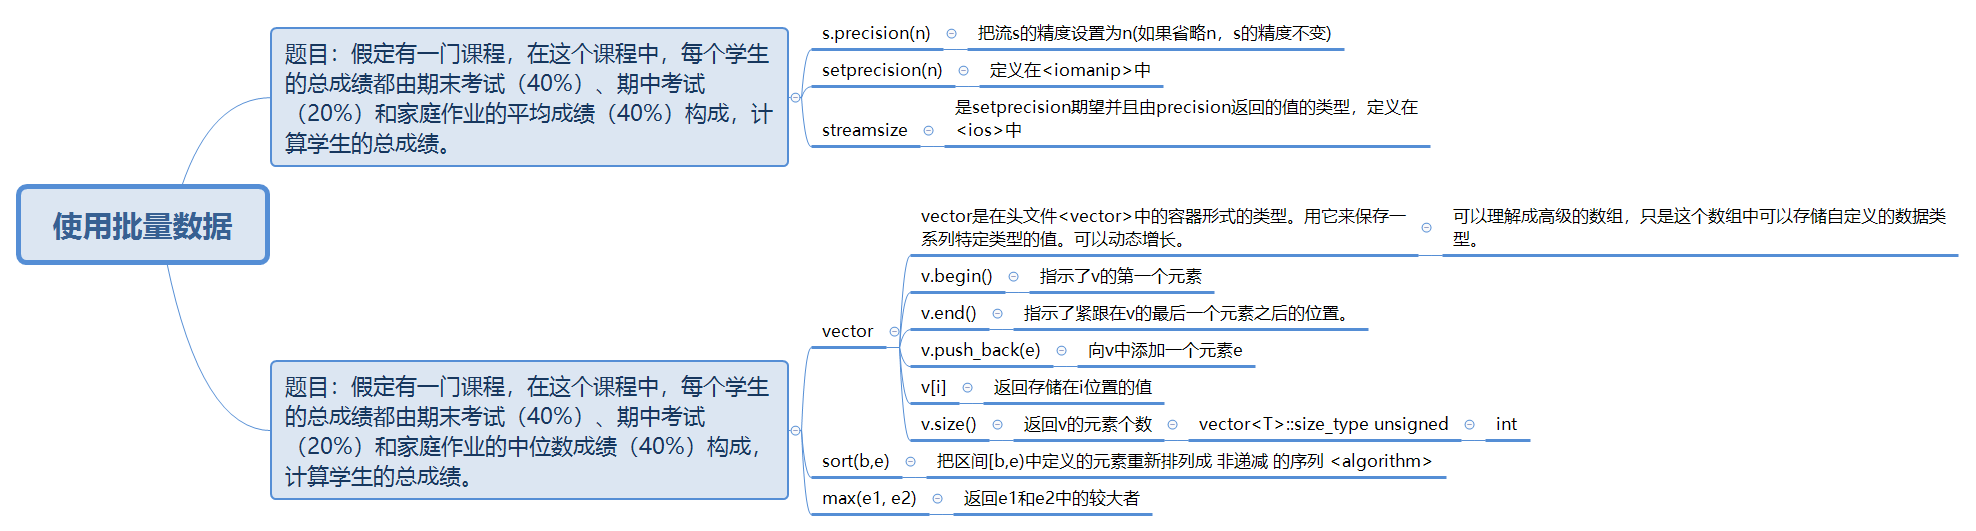 使用批量数据
题目：假定有一门课程，在这个课程中，每个学生
的总成绩都由期末考试（40%）、期中考试
（20%）和家庭作业的平均成绩（40%）构成，计
算学生的总成绩。
s.precision(n)
把流s的精度设置为n(如果省略n，s的精度不变)
setprecision(n)
定义在<iomanip>中
streamsize
是setprecision期望并且由precision返回的值的类型，定义在
<ios>中
题目：假定有一门课程，在这个课程中，每个学生
的总成绩都由期末考试（40%）、期中考试
（20%）和家庭作业的中位数成绩（40%）构成，
计算学生的总成绩。
vector
vector是在头文件<vector>中的容器形式的类型。用它来保存一
系列特定类型的值。可以动态增长。
可以理解成高级的数组，只是这个数组中可以存储自定义的数据类
型。
v.begin()
指示了v的第一个元素
v.end()
指示了紧跟在v的最后一个元素之后的位置。
v.push_back(e)
向v中添加一个元素e
v[i]
返回存储在i位置的值
v.size()
返回v的元素个数
vector<T>::size_type unsigned
int
sort(b,e)
把区间[b,e)中定义的元素重新排列成 非递减 的序列 <algorithm>
max(e1, e2)
返回e1和e2中的较大者